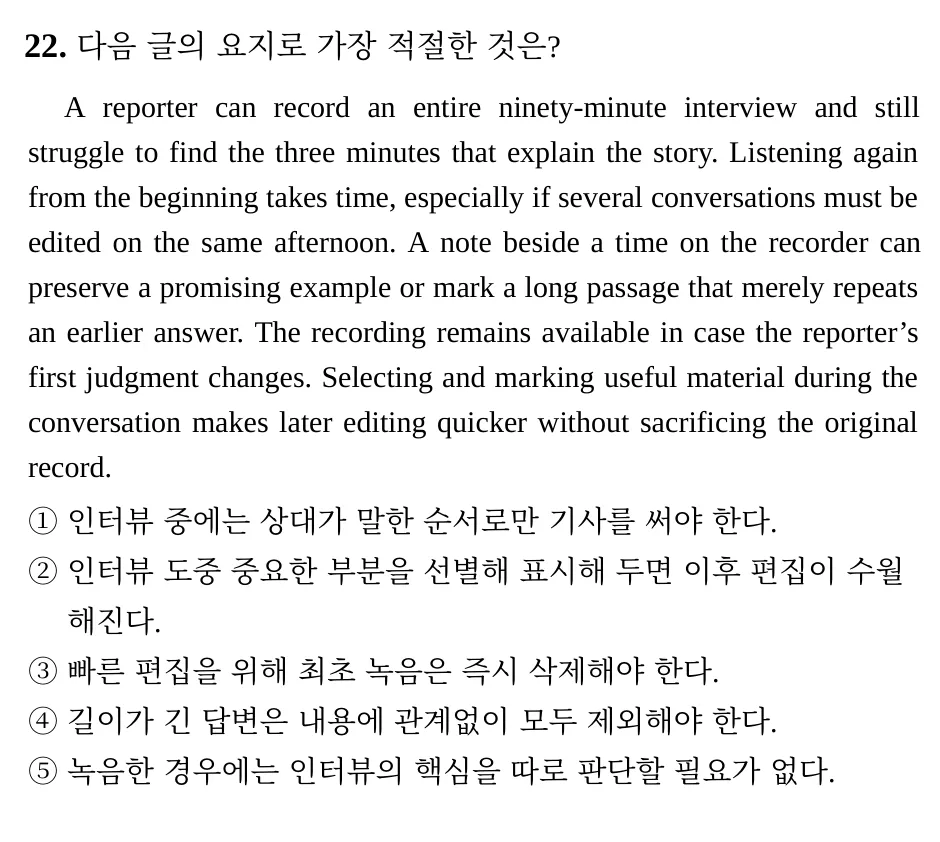 22. 다음 글의 요지로 가장 적절한 것은?
A reporter can record an entire ninety-minute interview and still
struggle to find the three minutes that explain the story. Listening again
from the beginning takes time, especially if several conversations must be
edited on the same afternoon. A note beside a time on the recorder can
preserve a promising example or mark a long passage that merely repeats
an earlier answer. The recording remains available in case the reporter’s
first judgment changes. Selecting and marking useful material during the
conversation makes later editing quicker without sacrificing the original
record.
① 인터뷰 중에는 상대가 말한 순서로만 기사를 써야 한다.
② 인터뷰 도중 중요한 부분을 선별해 표시해 두면 이후 편집이 수월
해진다.
③ 빠른 편집을 위해 최초 녹음은 즉시 삭제해야 한다.
④ 길이가 긴 답변은 내용에 관계없이 모두 제외해야 한다.
⑤ 녹음한 경우에는 인터뷰의 핵심을 따로 판단할 필요가 없다.